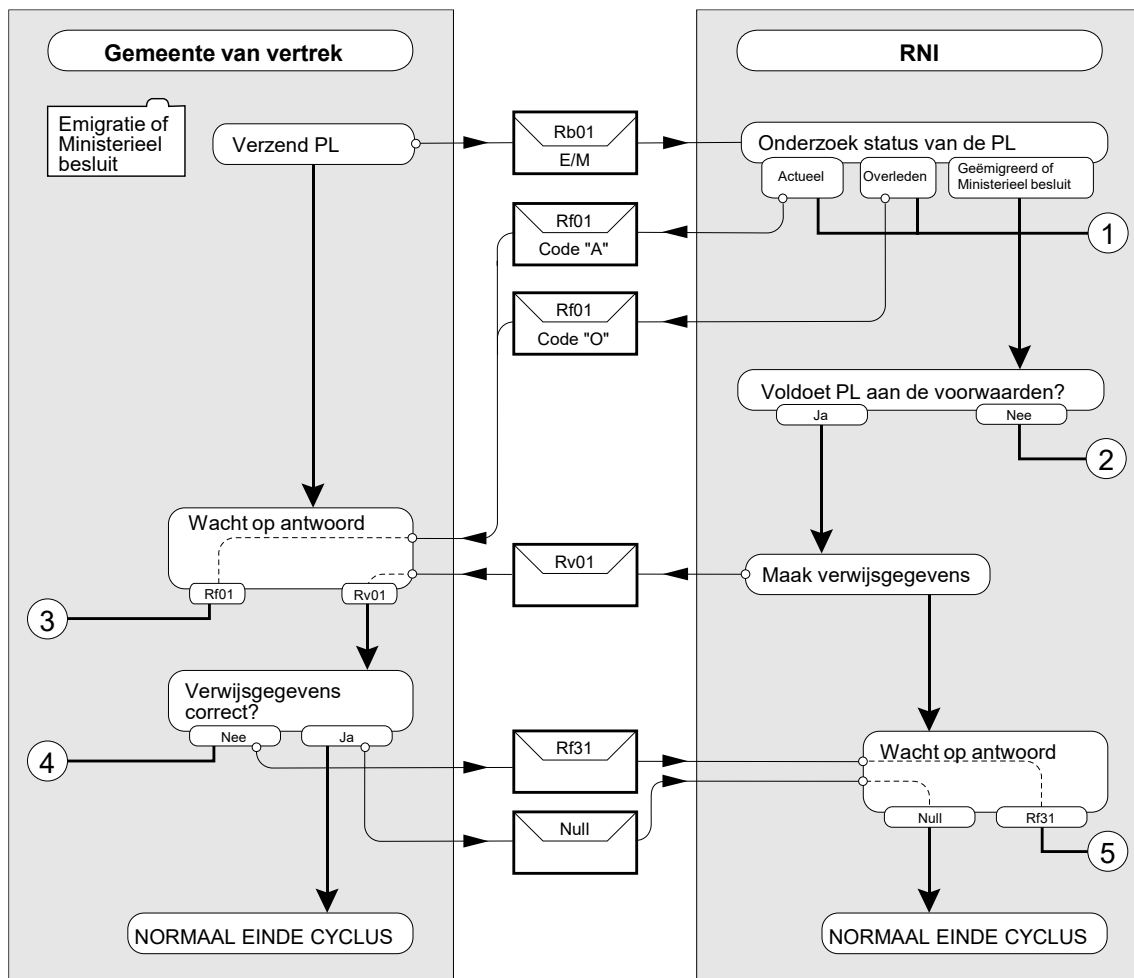 Gemeente van vertrek
RNI
Emigratie of
Ministerieel
besluit
Verzend PL
Rb01
E/M
Onderzoek status van de PL
Actueel
Overleden
Geëmigreerd of
Ministerieel besluit
Rf01
Code "A"
1
Rf01
Code "O"
Voldoet PL aan de voorwaarden?
Ja
Nee
2
Wacht op antwoord
Rf01
Rv01
3
Rv01
Maak verwijsgegevens
Verwijsgegevens
correct?
Nee
Ja
4
Rf31
Null
Wacht op antwoord
Null
Rf31
5
NORMAAL EINDE CYCLUS
NORMAAL EINDE CYCLUS